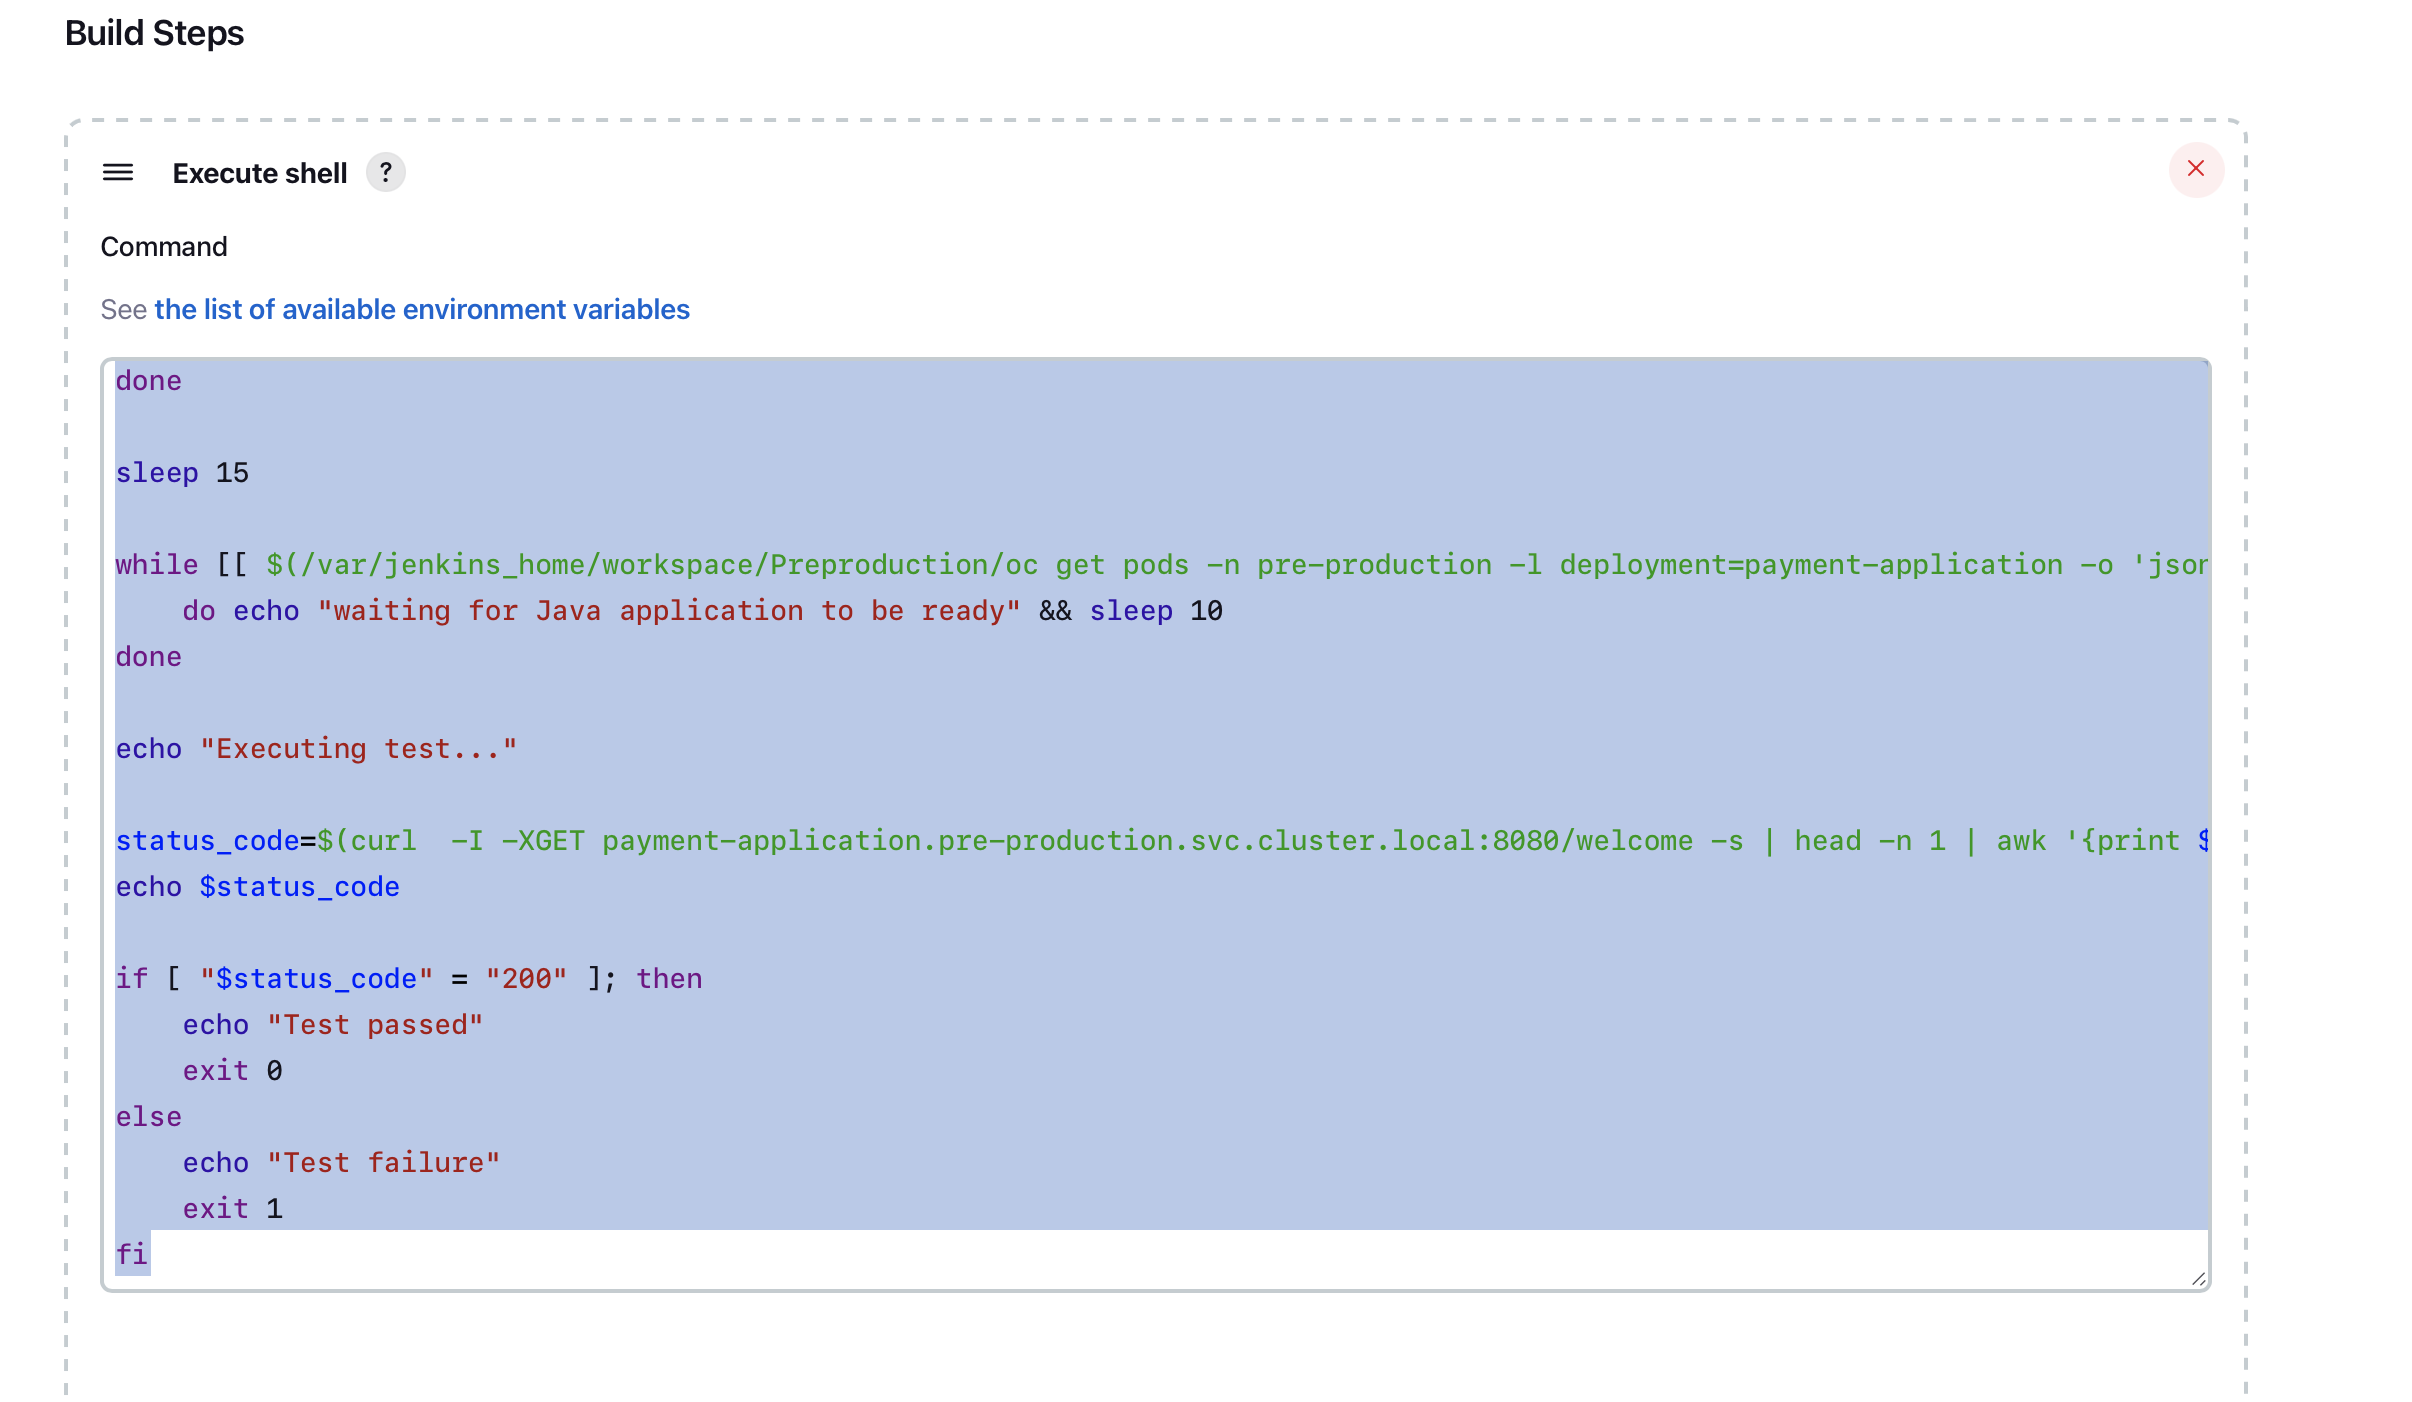 Build Steps
Execute shell ?
Command
See the list of available environment variables
done
sleep 15
while [[ $(/var/jenkins_home/workspace/Preproduction/oc get pods -n pre-production -l deployment=payment-application -o 'json
    do echo "waiting for Java application to be ready" && sleep 10
done
echo "Executing test..."
status_code=$(curl  -I -XGET payment-application.pre-production.svc.cluster.local:8080/welcome -s | head -n 1 | awk '{print $
echo $status_code
if [ "$status_code" = "200" ]; then
    echo "Test passed"
    exit 0
else
    echo "Test failure"
    exit 1
fi